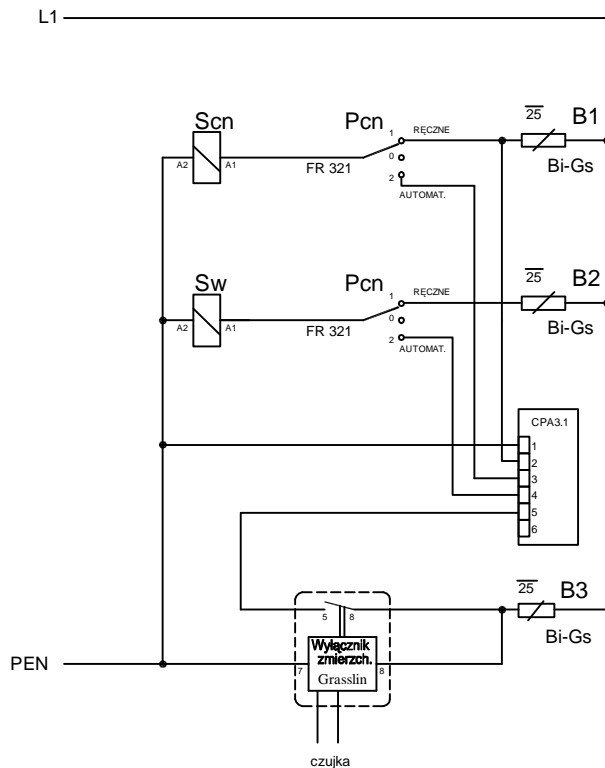 L1
Scn
Pcn
25
B1
1
RĘCZNE
0
2
AUTOMAT.
A2
A1
FR 321
Bi-Gs
Sw
Pcn
25
B2
1
RĘCZNE
0
2
AUTOMAT.
A2
A1
FR 321
Bi-Gs
CPA3.1
1
2
3
4
5
6
25
B3
Bi-Gs
5
8
Wyłącznik
zmierzch.
Grasslin
7
8
PEN
czujka